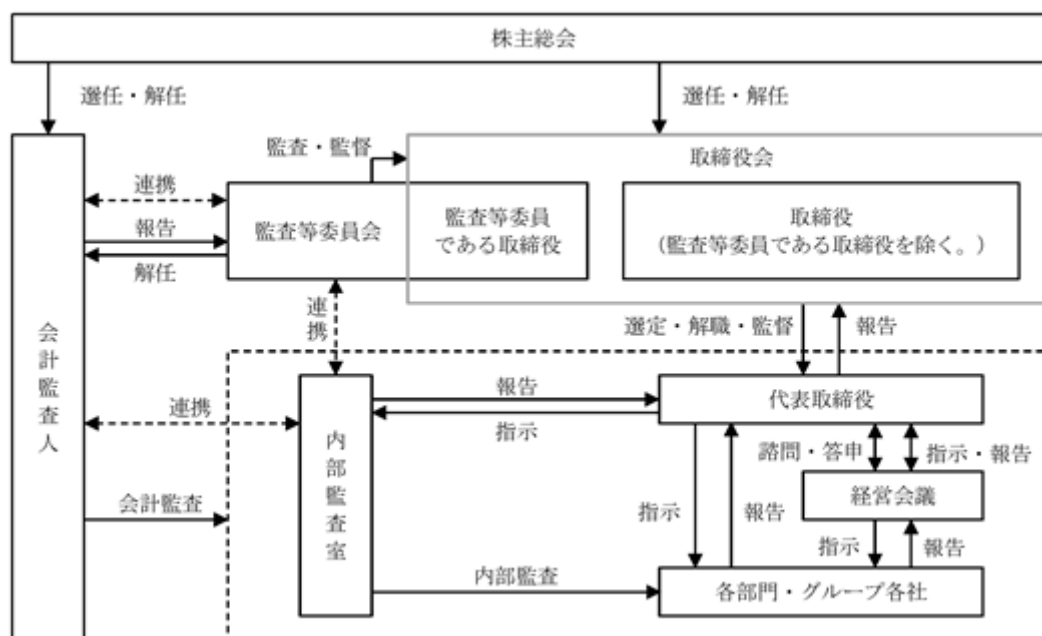 株主総会
選任・解任
選任・解任
監査・監督
取締役会
連携
報告
解任
監査等委員会
監査等委員
である取締役
取締役
(監査等委員である取締役を除く。)
連携
選定・解職・監督
報告
会計監査人
連携
内部監査室
報告
指示
代表取締役
諮問・答申
指示・報告
経営会議
会計監査
指示
報告
指示
報告
内部監査
各部門・グループ各社